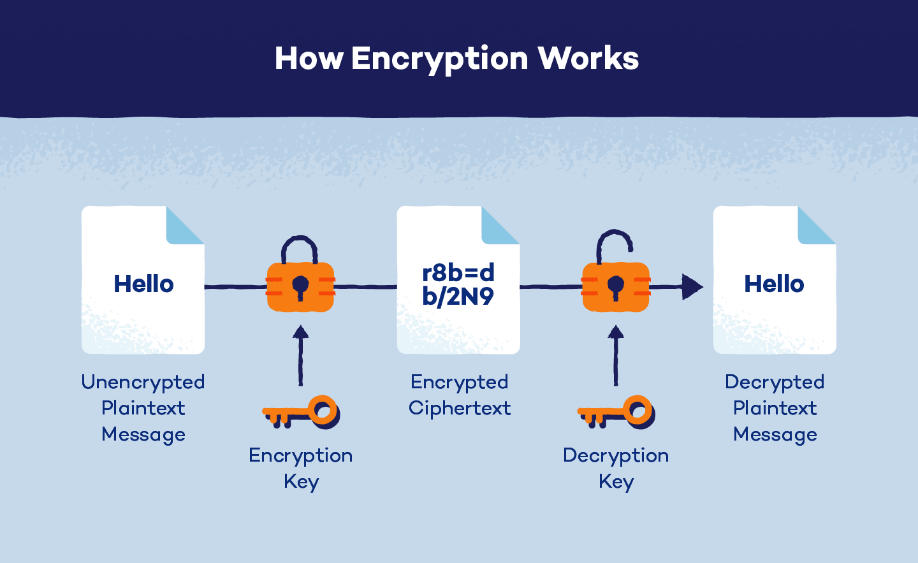 How Encryption Works
Hello
r8b=d
b/2N9
Hello
Unencrypted
Plaintext
Message
Encrypted
Ciphertext
Decrypted
Plaintext
Message
Encryption
Key
Decryption
Key